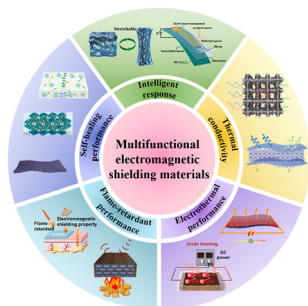 Stretchable
Intelligent
response
Self-healing
performance
Thermal
conductivity
Multifunctional
electromagnetic
shielding materials
Flame-retardant
performance
Electrothermal
performance
Flame
retardant
Electromagnetic
shielding property
Joule heating
DC
power